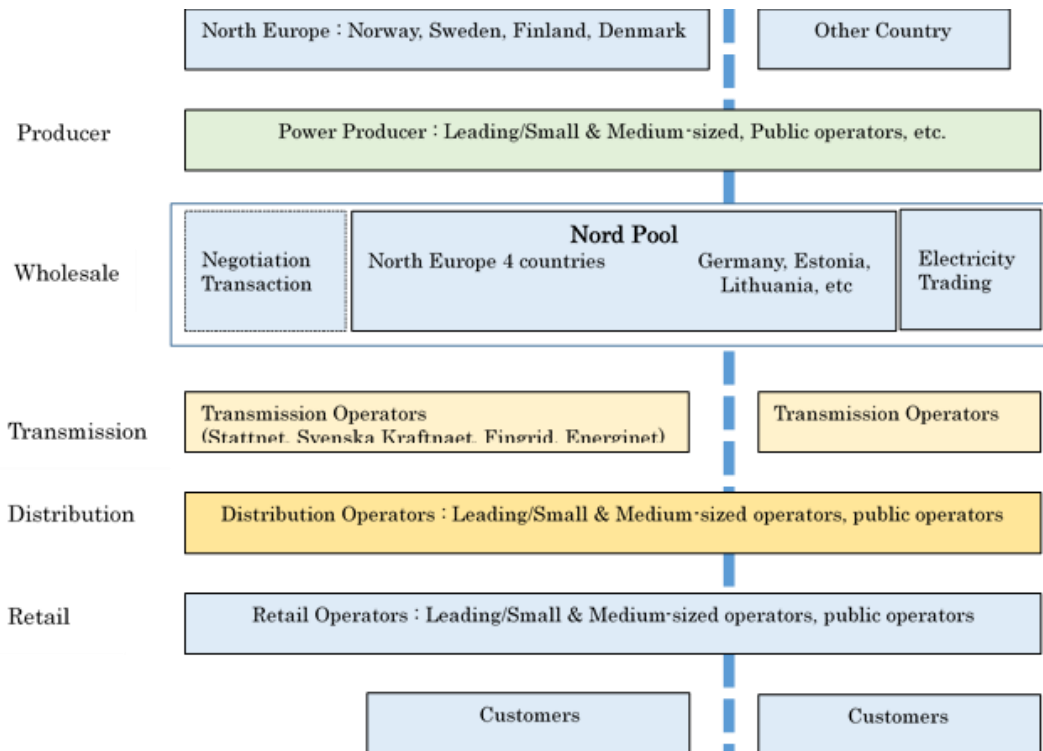 North Europe : Norway, Sweden, Finland, Denmark
Other Country
Producer
Power Producer : Leading/Small & Medium-sized, Public operators, etc.
Wholesale
Negotiation
Transaction
Nord Pool
North Europe 4 countries
Germany, Estonia,
Lithuania, etc
Electricity
Trading
Transmission
Transmission Operators
(Stattnet, Svenska Kraftnaet, Fingrid, Energinet)
Transmission Operators
Distribution
Distribution Operators : Leading/Small & Medium-sized operators, public operators
Retail
Retail Operators : Leading/Small & Medium-sized operators, public operators
Customers
Customers